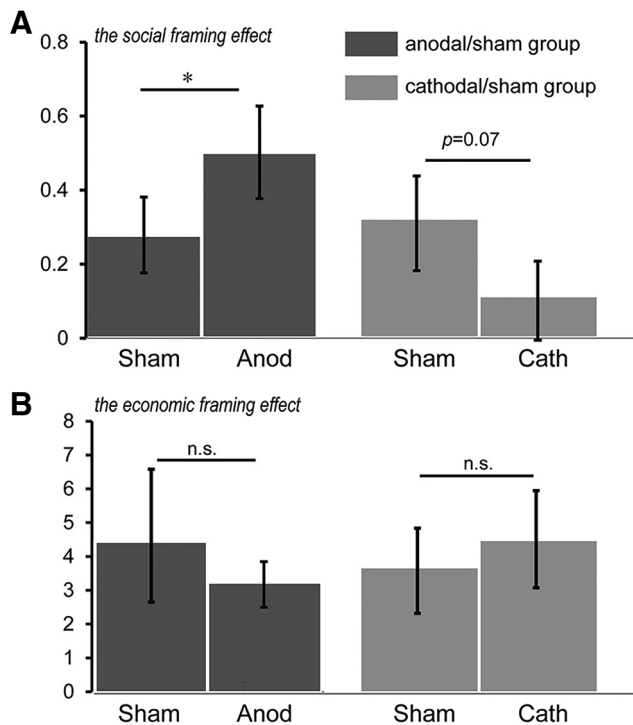 A
the social framing effect
0.8
0.6
0.4
0.2
0
anodal/sham group
cathodal/sham group
*
p=0.07
Sham
Anod
Sham
Cath
B
the economic framing effect
8
7
6
5
4
3
2
1
0
n.s.
n.s.
Sham
Anod
Sham
Cath